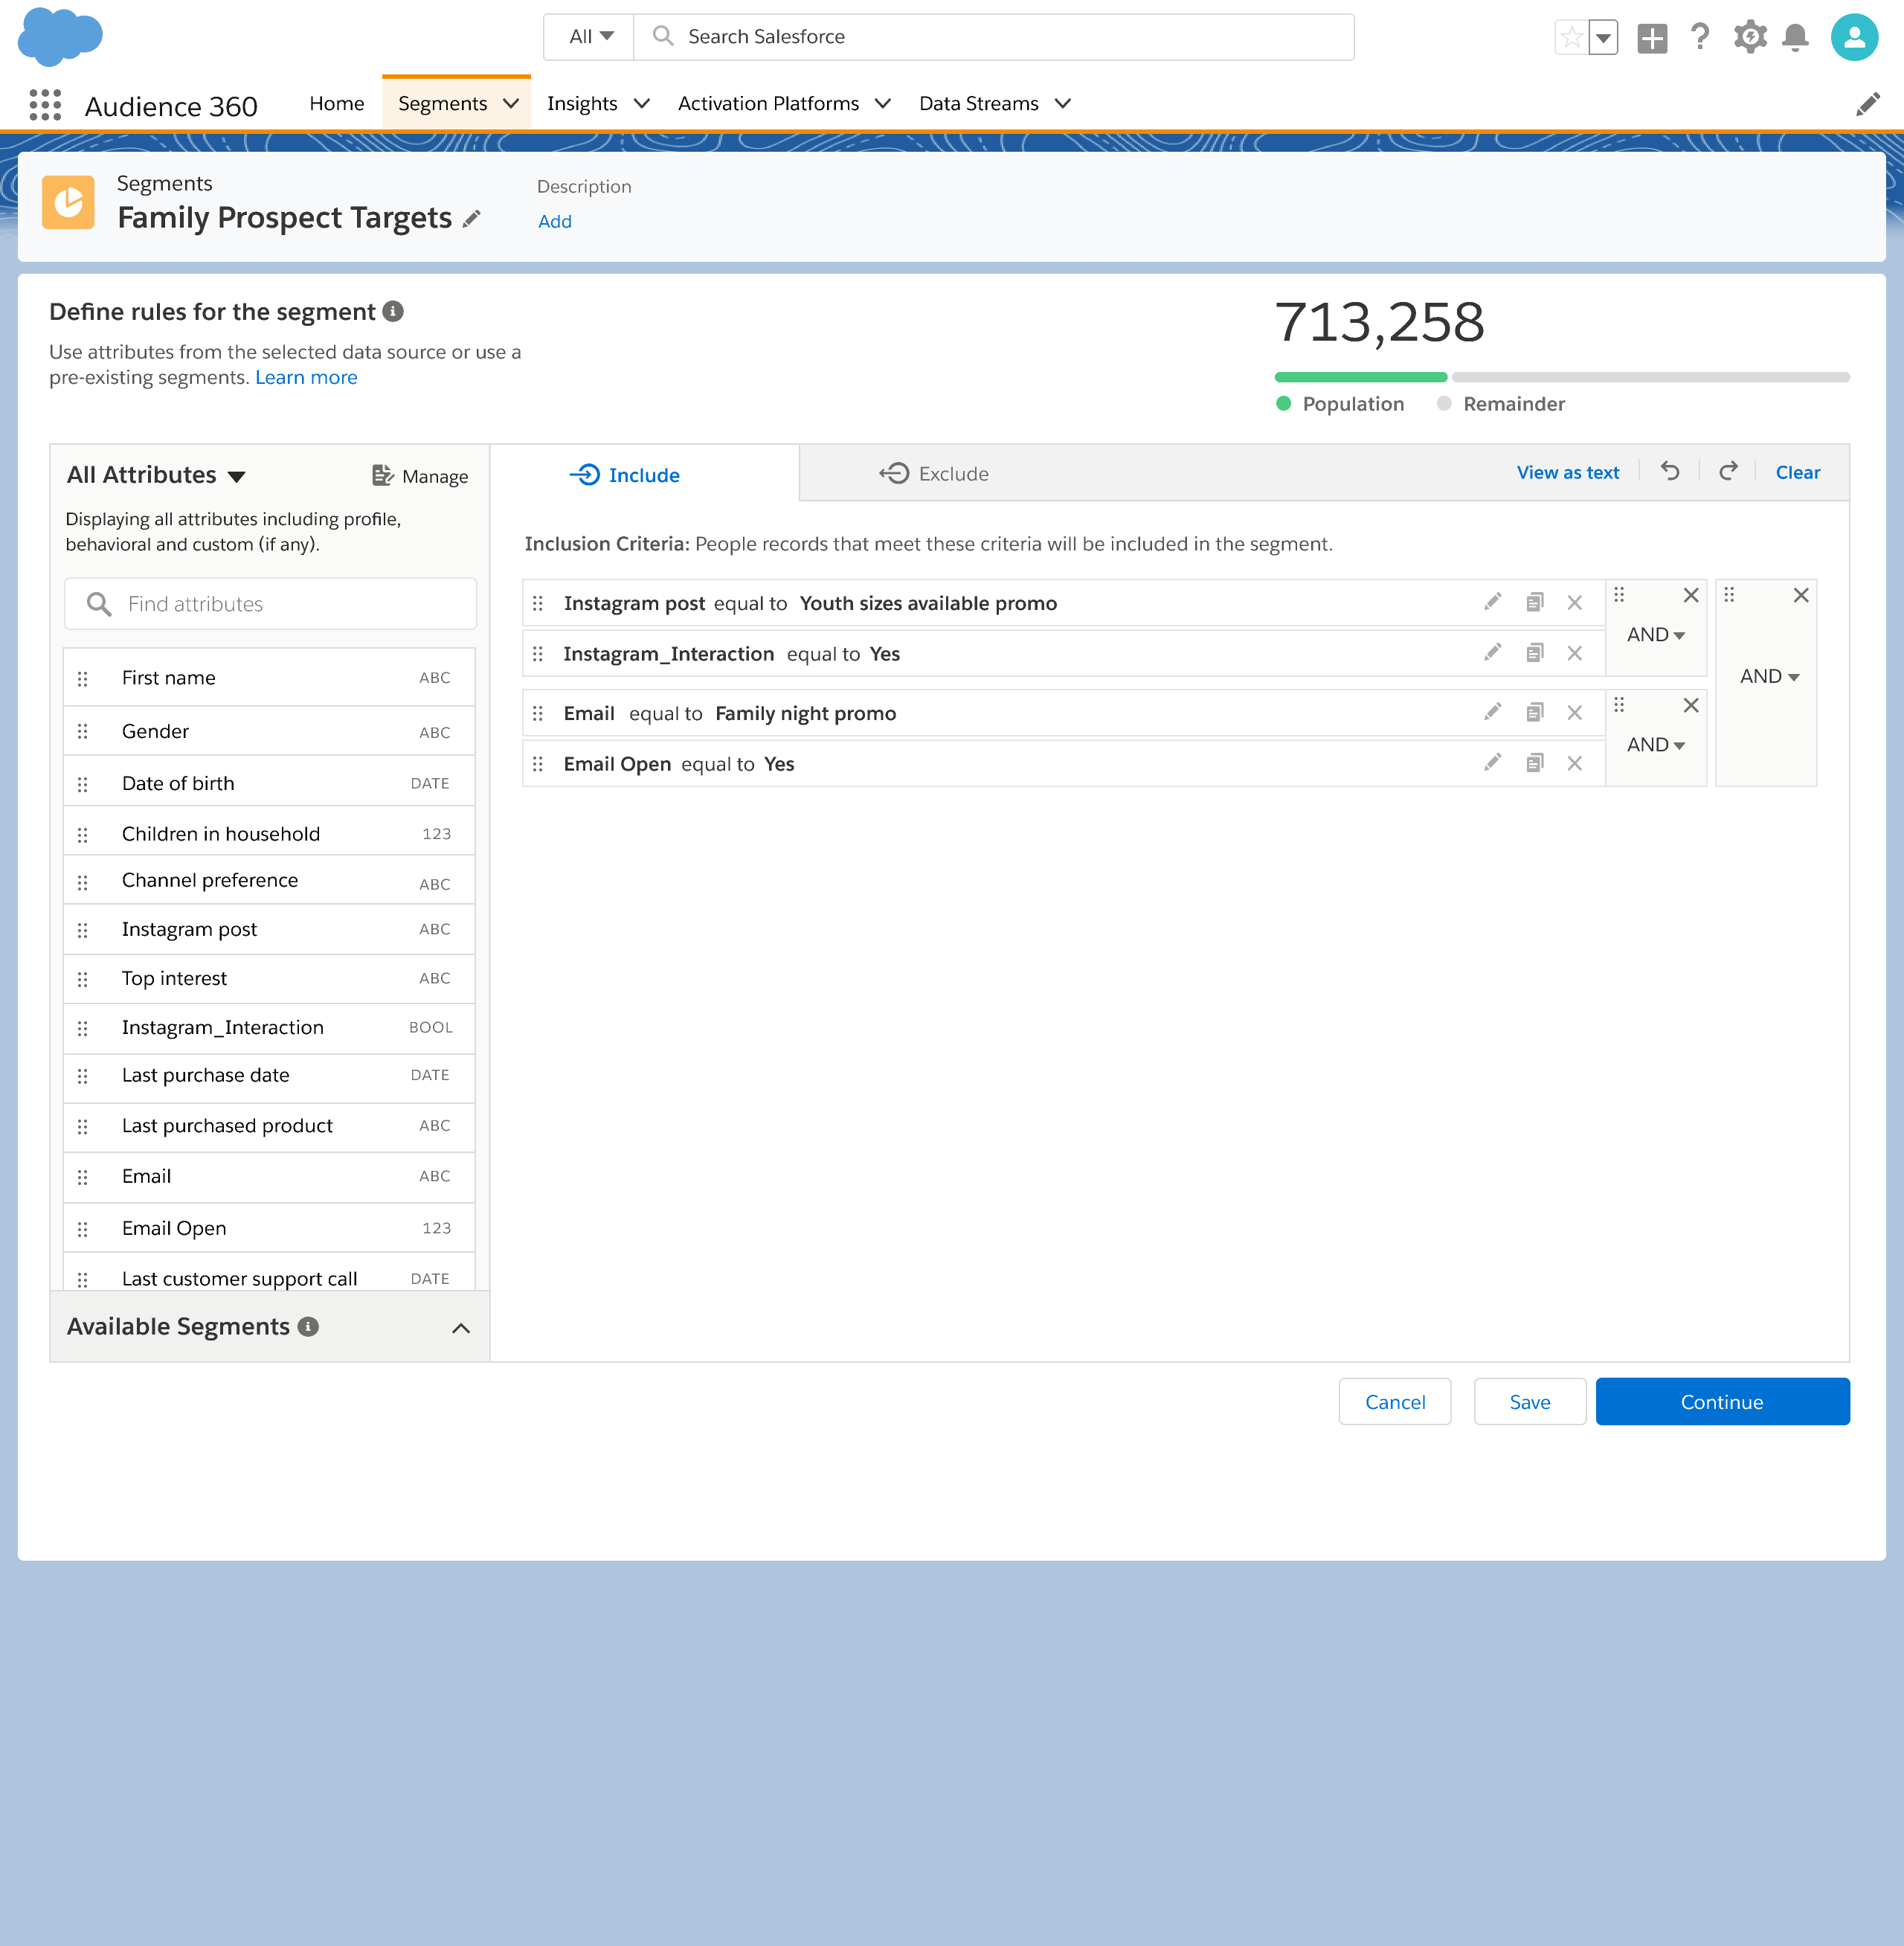 All
Search Salesforce
Audience 360
Home
Segments
Insights
Activation Platforms
Data Streams
Segments
Family Prospect Targets
Description
Add
Define rules for the segment
Use attributes from the selected data source or use a
pre-existing segments. Learn more
713,258
Population
Remainder
All Attributes
Manage
Displaying all attributes including profile,
behavioral and custom (if any).
Find attributes
First name ABC
Gender ABC
Date of birth DATE
Children in household 123
Channel preference ABC
Instagram post ABC
Top interest ABC
Instagram_Interaction BOOL
Last purchase date DATE
Last purchased product ABC
Email ABC
Email Open 123
Last customer support call DATE
Available Segments
Include
Exclude
View as text
Clear
Inclusion Criteria: People records that meet these criteria will be included in the segment.
Instagram post equal to Youth sizes available promo
Instagram_Interaction equal to Yes
AND
Email equal to Family night promo
Email Open equal to Yes
AND
AND
Cancel
Save
Continue